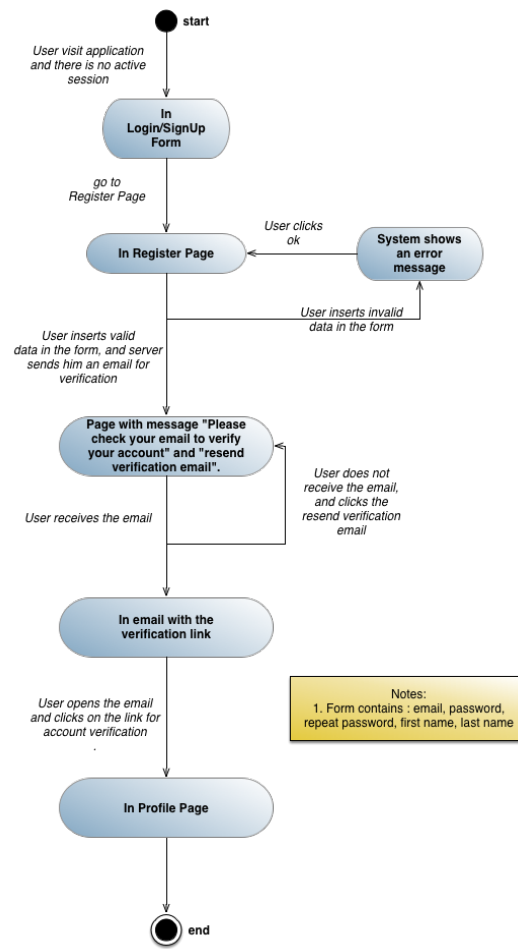 start
User visit application
and there is no active
session
In
Login/SignUp
Form
go to
Register Page
User clicks
ok
System shows
an error
message
In Register Page
User inserts invalid
data in the form
User inserts valid
data in the form, and server
sends him an email for
verification
Page with message "Please
check your email to verify
your account" and "resend
verification email".
User does not
receive the email,
and clicks the
resend verification
email
User receives the email
In email with the
verification link
User opens the email
and clicks on the link for
account verification
.
Notes:
1. Form contains : email, password,
repeat password, first name, last name
In Profile Page
end